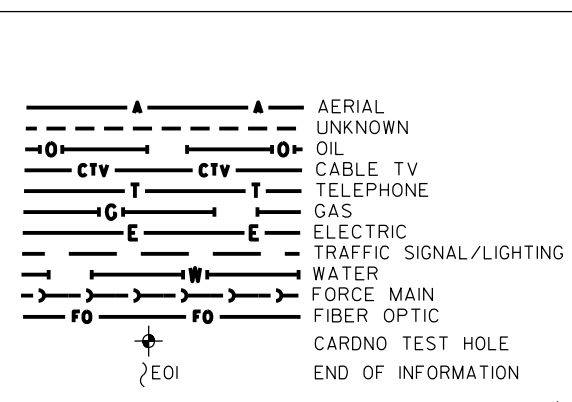 A A AERIAL
UNKNOWN
O O OIL
CTV CTV CABLE TV
T T TELEPHONE
G GAS
E E ELECTRIC
TRAFFIC SIGNAL/LIGHTING
W WATER
FORCE MAIN
FO FO FIBER OPTIC
CARDNO TEST HOLE
EOI END OF INFORMATION